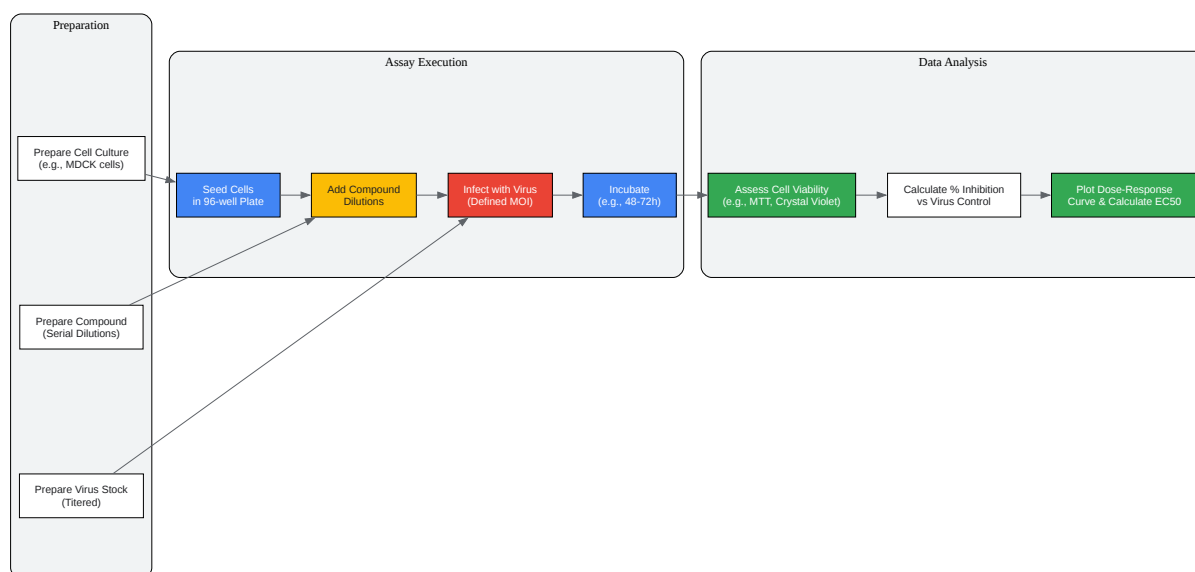 Preparation
Prepare Cell Culture
(e.g., MDCK cells)
Prepare Compound
(Serial Dilutions)
Prepare Virus Stock
(Titered)
Assay Execution
Seed Cells
in 96-well Plate
Add Compound
Dilutions
Infect with Virus
(Defined MOI)
Incubate
(e.g., 48-72h)
Data Analysis
Assess Cell Viability
(e.g., MTT, Crystal Violet)
Calculate % Inhibition
vs Virus Control
Plot Dose-Response
Curve & Calculate EC50